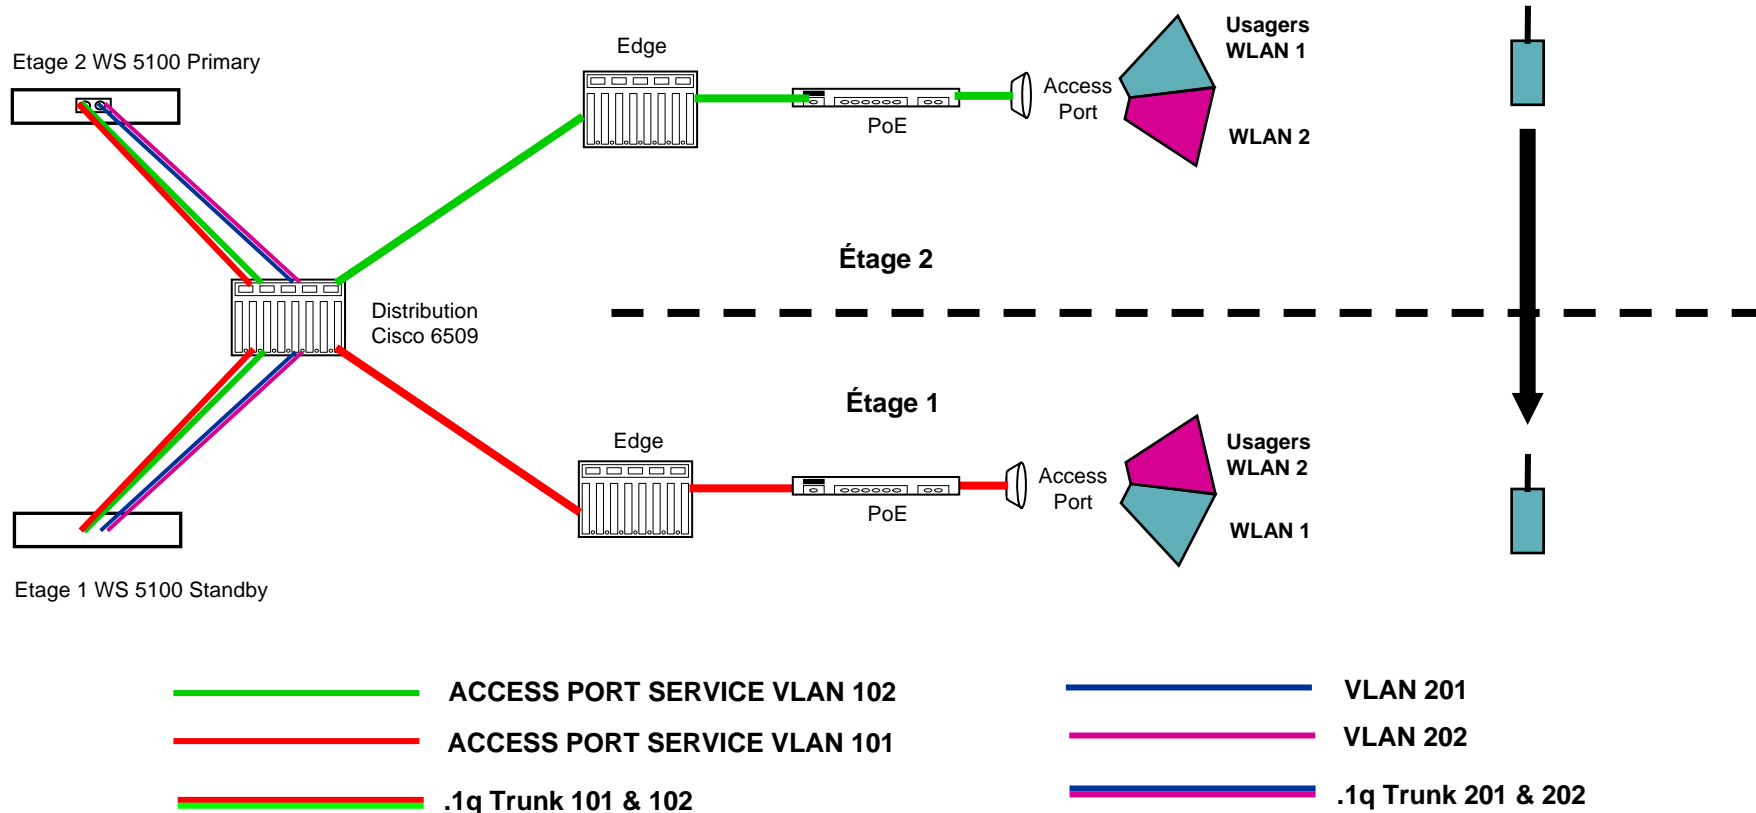 Etage 2 WS 5100 Primary
Edge
PoE
Access
Port
Usagers
WLAN 1
WLAN 2
Étage 2
Distribution
Cisco 6509
Étage 1
Edge
PoE
Access
Port
Usagers
WLAN 2
WLAN 1
Etage 1 WS 5100 Standby
ACCESS PORT SERVICE VLAN 102
VLAN 201
ACCESS PORT SERVICE VLAN 101
VLAN 202
.1q Trunk 101 & 102
.1q Trunk 201 & 202